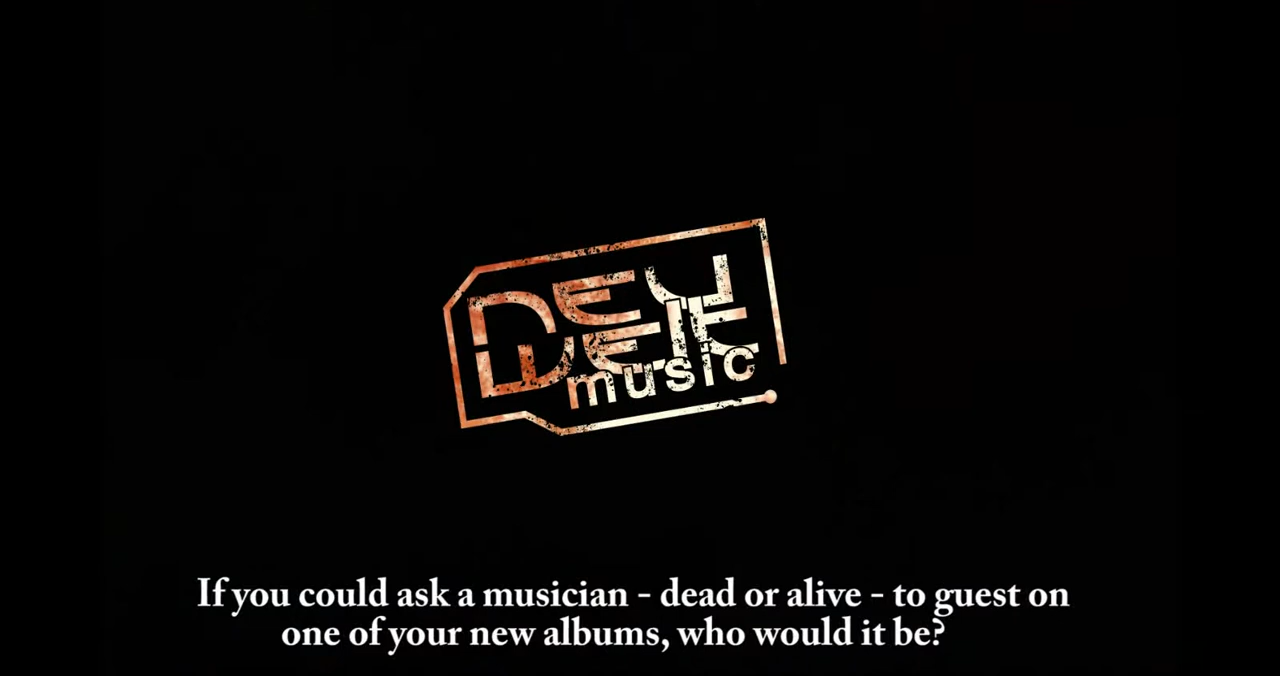 music
If you could ask a musician - dead or alive - to guest on
one of your new albums, who would it be?